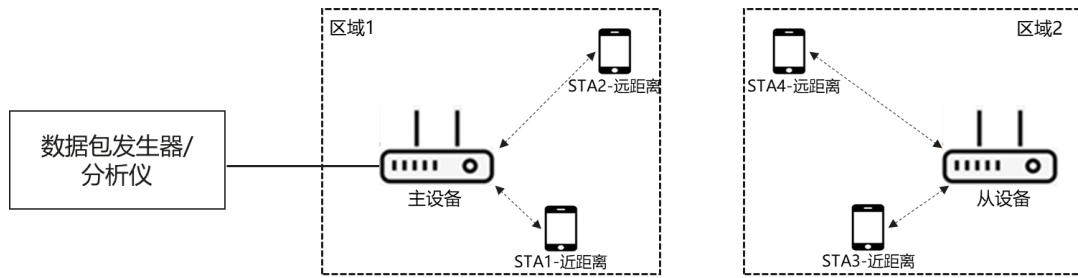 区域1
区域2
STA2-远距离
STA4-远距离
数据包发生器/
分析仪
主设备
从设备
STA1-近距离
STA3-近距离